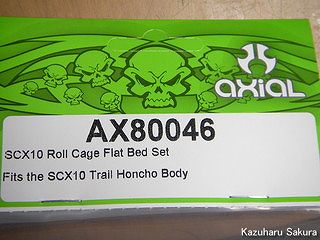 axiaL
AX80046
SCX10 Roll Cage Flat Bed Set
Fits the SCX10 Trail Honcho Body
Kazuharu Sakura